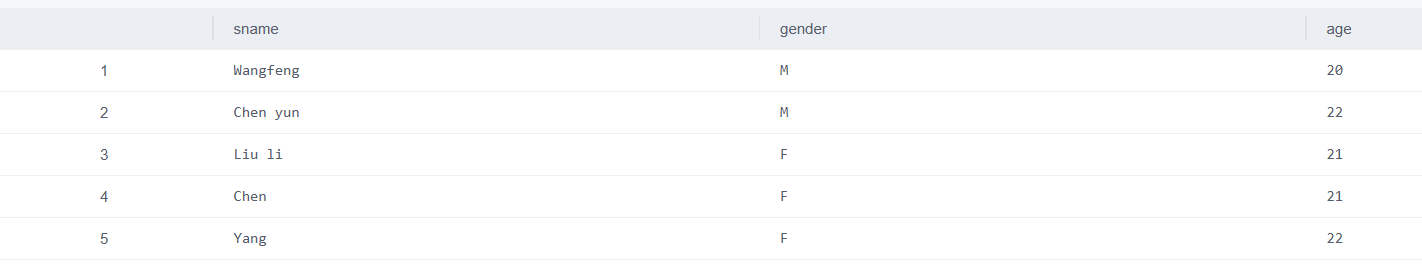 sname gender age
1 Wangfeng M 20
2 Chen yun M 22
3 Liu li F 21
4 Chen F 21
5 Yang F 22